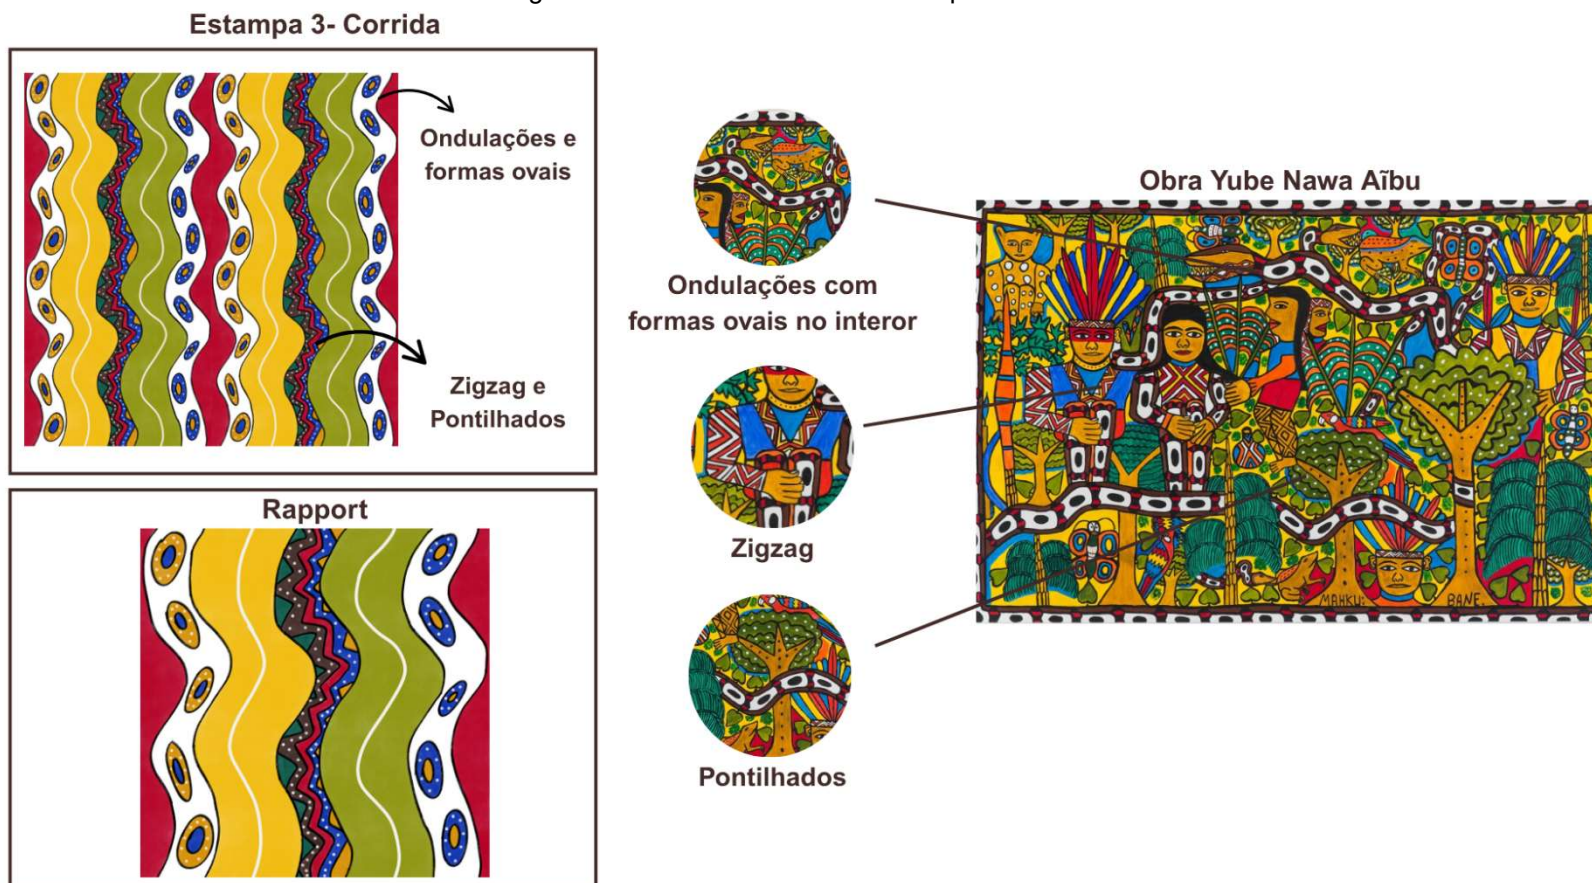 Estampa 3- Corrida
Ondulações e
formas ovais
Zigzag e
Pontilhados
Rapport
Ondulações com
formas ovais no interor
Zigzag
Pontilhados
Obra Yube Nawa Aĩbu
MAHKU:
BANE.